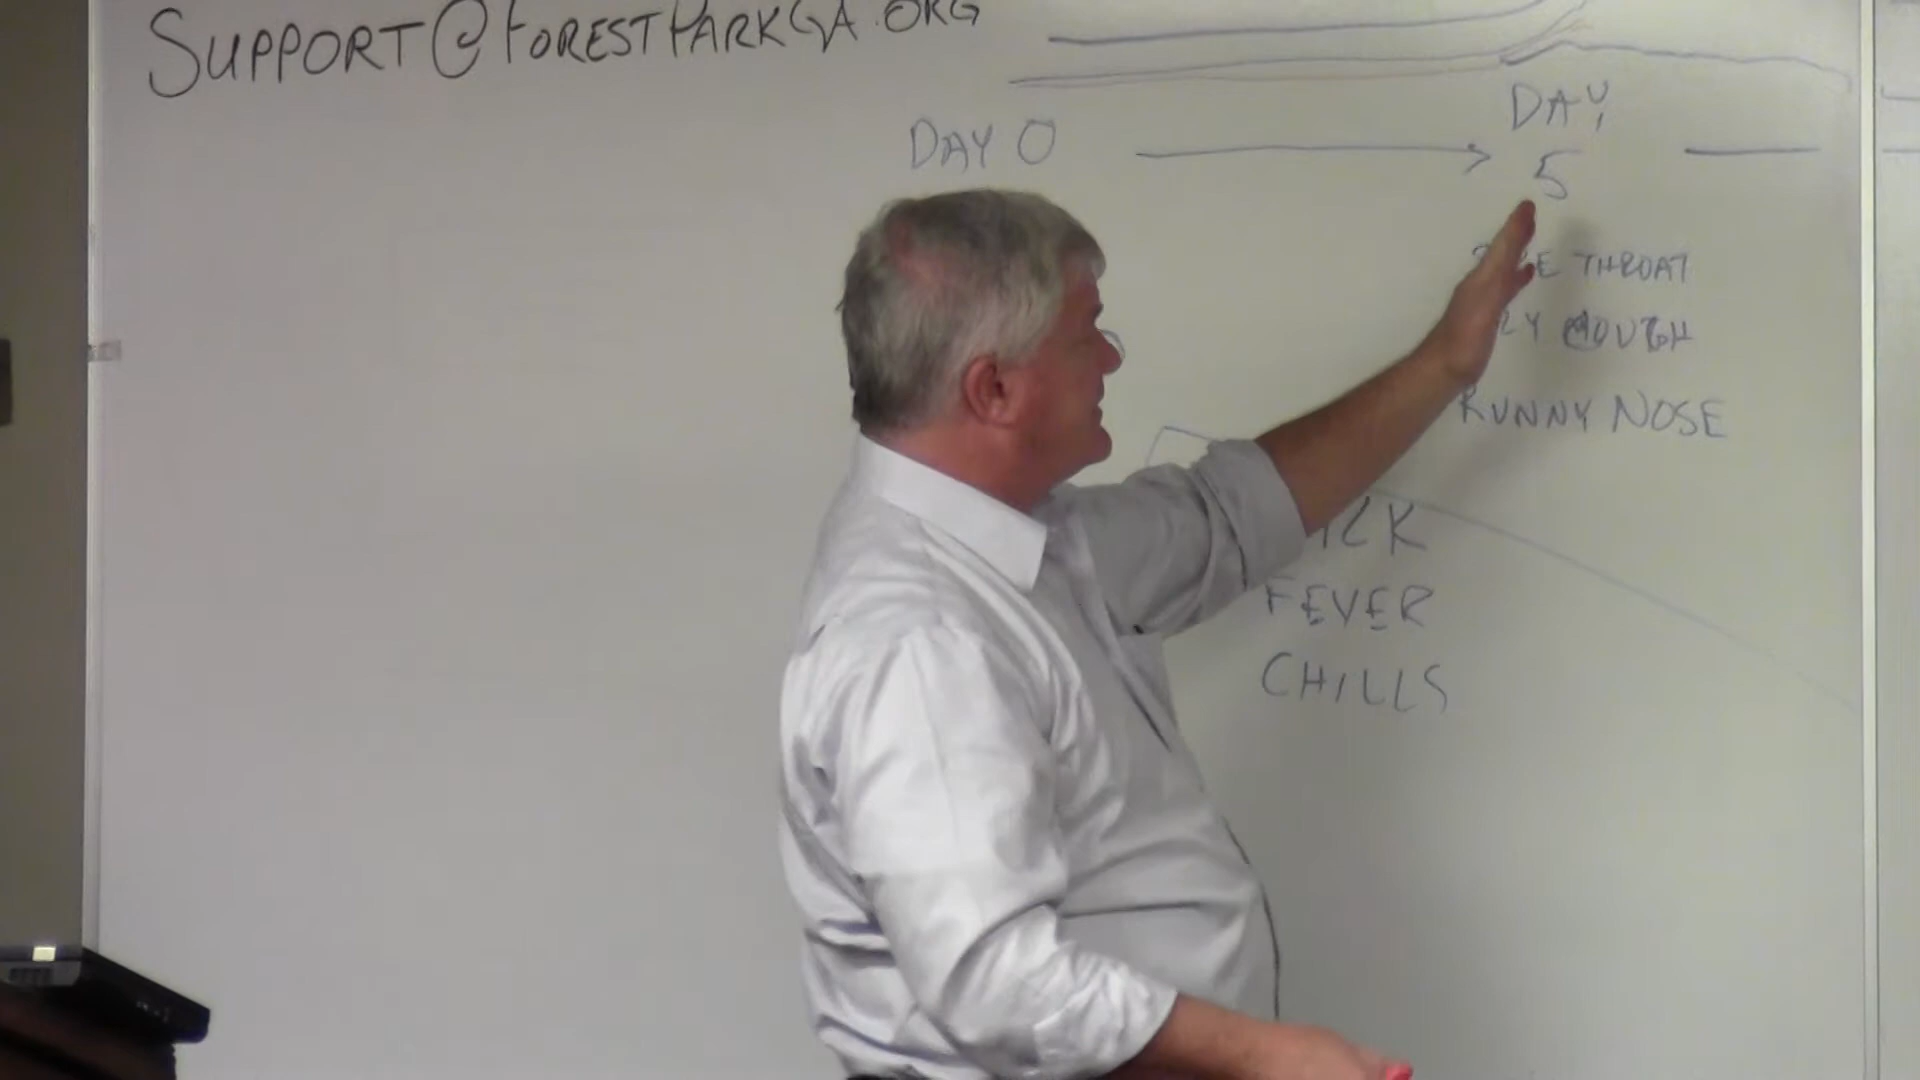 SUPPORT@FORESTPARKGA.ORG
DAY 0
DAY
5
THROAT
COUGH
RUNNY NOSE
FEVER
CHILLS